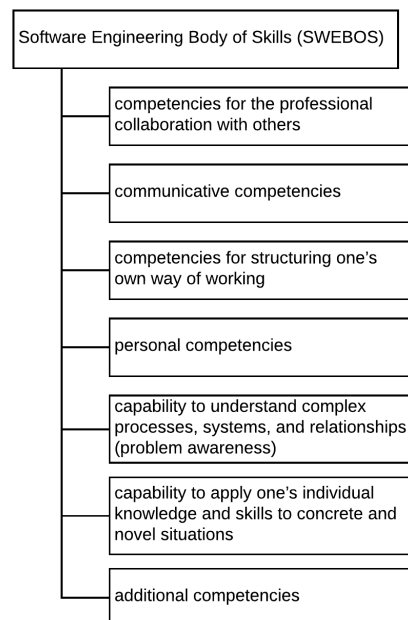 Software Engineering Body of Skills (SWEBOS)
competencies for the professional
collaboration with others
communicative competencies
competencies for structuring one’s
own way of working
personal competencies
capability to understand complex
processes, systems, and relationships
(problem awareness)
capability to apply one’s individual
knowledge and skills to concrete and
novel situations
additional competencies